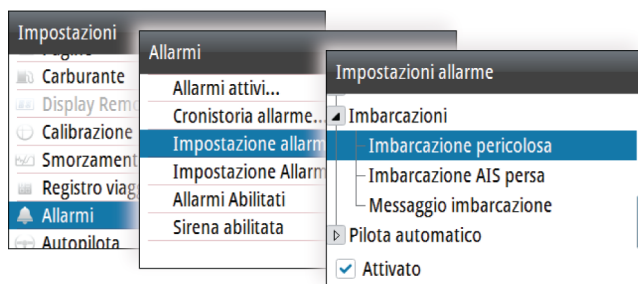 Impostazioni
Carburante
Display Remo
Calibrazione
Smorzament
Registro viag
Allarmi
Autopilota
Allarmi
Allarmi attivi...
Cronistoria allarme...
Impostazione allarm
Impostazione Allarm
Allarmi Abilitati
Sirena abilitata
Impostazioni allarme
Imbarcazioni
Imbarcazione pericolosa
Imbarcazione AIS persa
Messaggio imbarcazione
Pilota automatico
Attivato